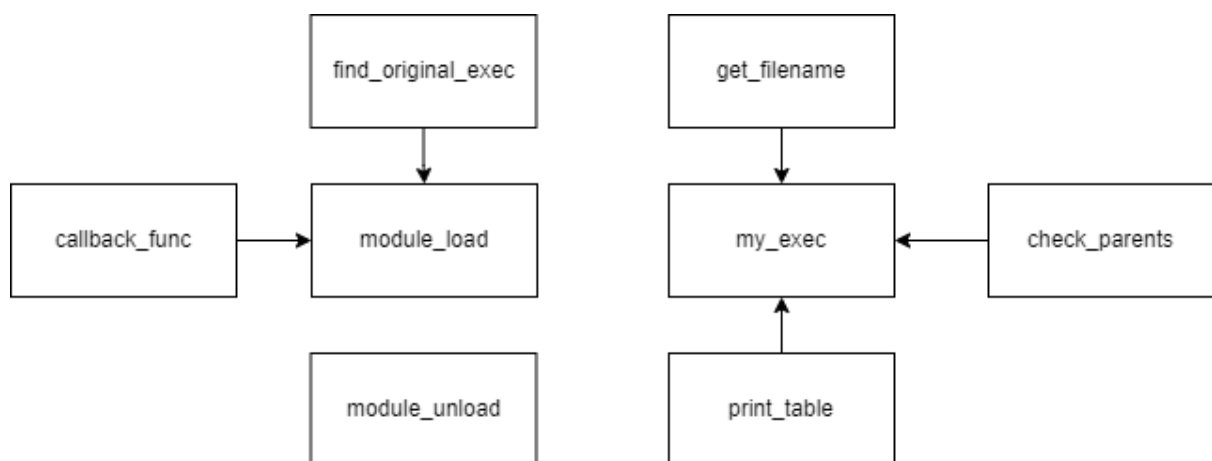 find_original_exec
get_filename
callback_func
module_load
my_exec
check_parents
module_unload
print_table